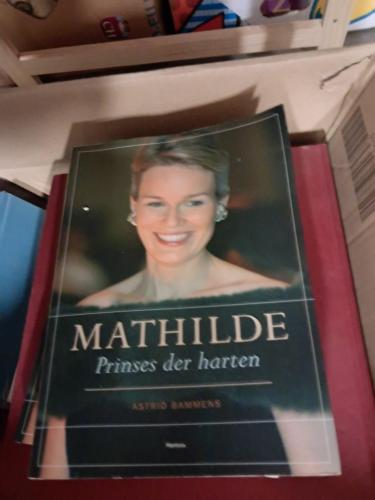 MATHILDE
Prinses der harten
ASTRID BAMMENS